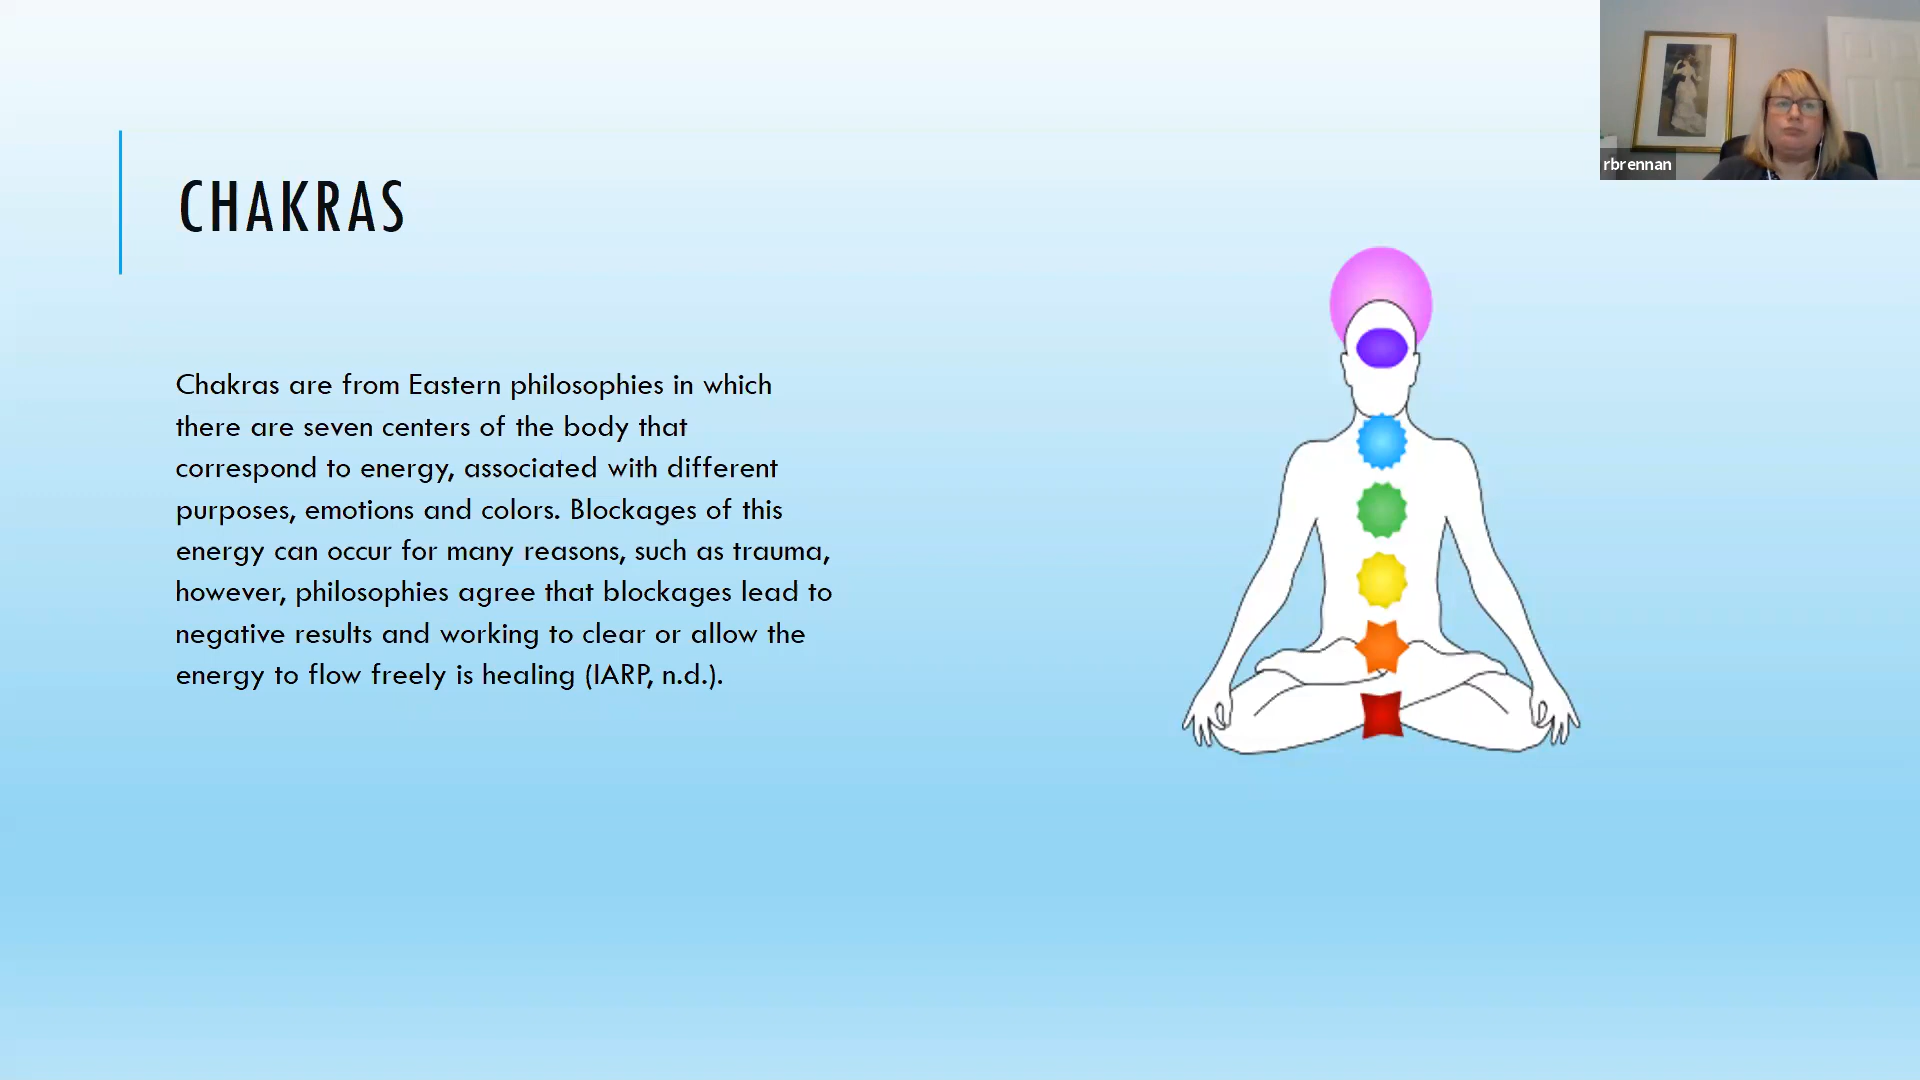 CHAKRAS
Chakras are from Eastern philosophies in which
there are seven centers of the body that
correspond to energy, associated with different
purposes, emotions and colors. Blockages of this
energy can occur for many reasons, such as trauma,
however, philosophies agree that blockages lead to
negative results and working to clear or allow the
energy to flow freely is healing (IARP, n.d.).
rbrennan